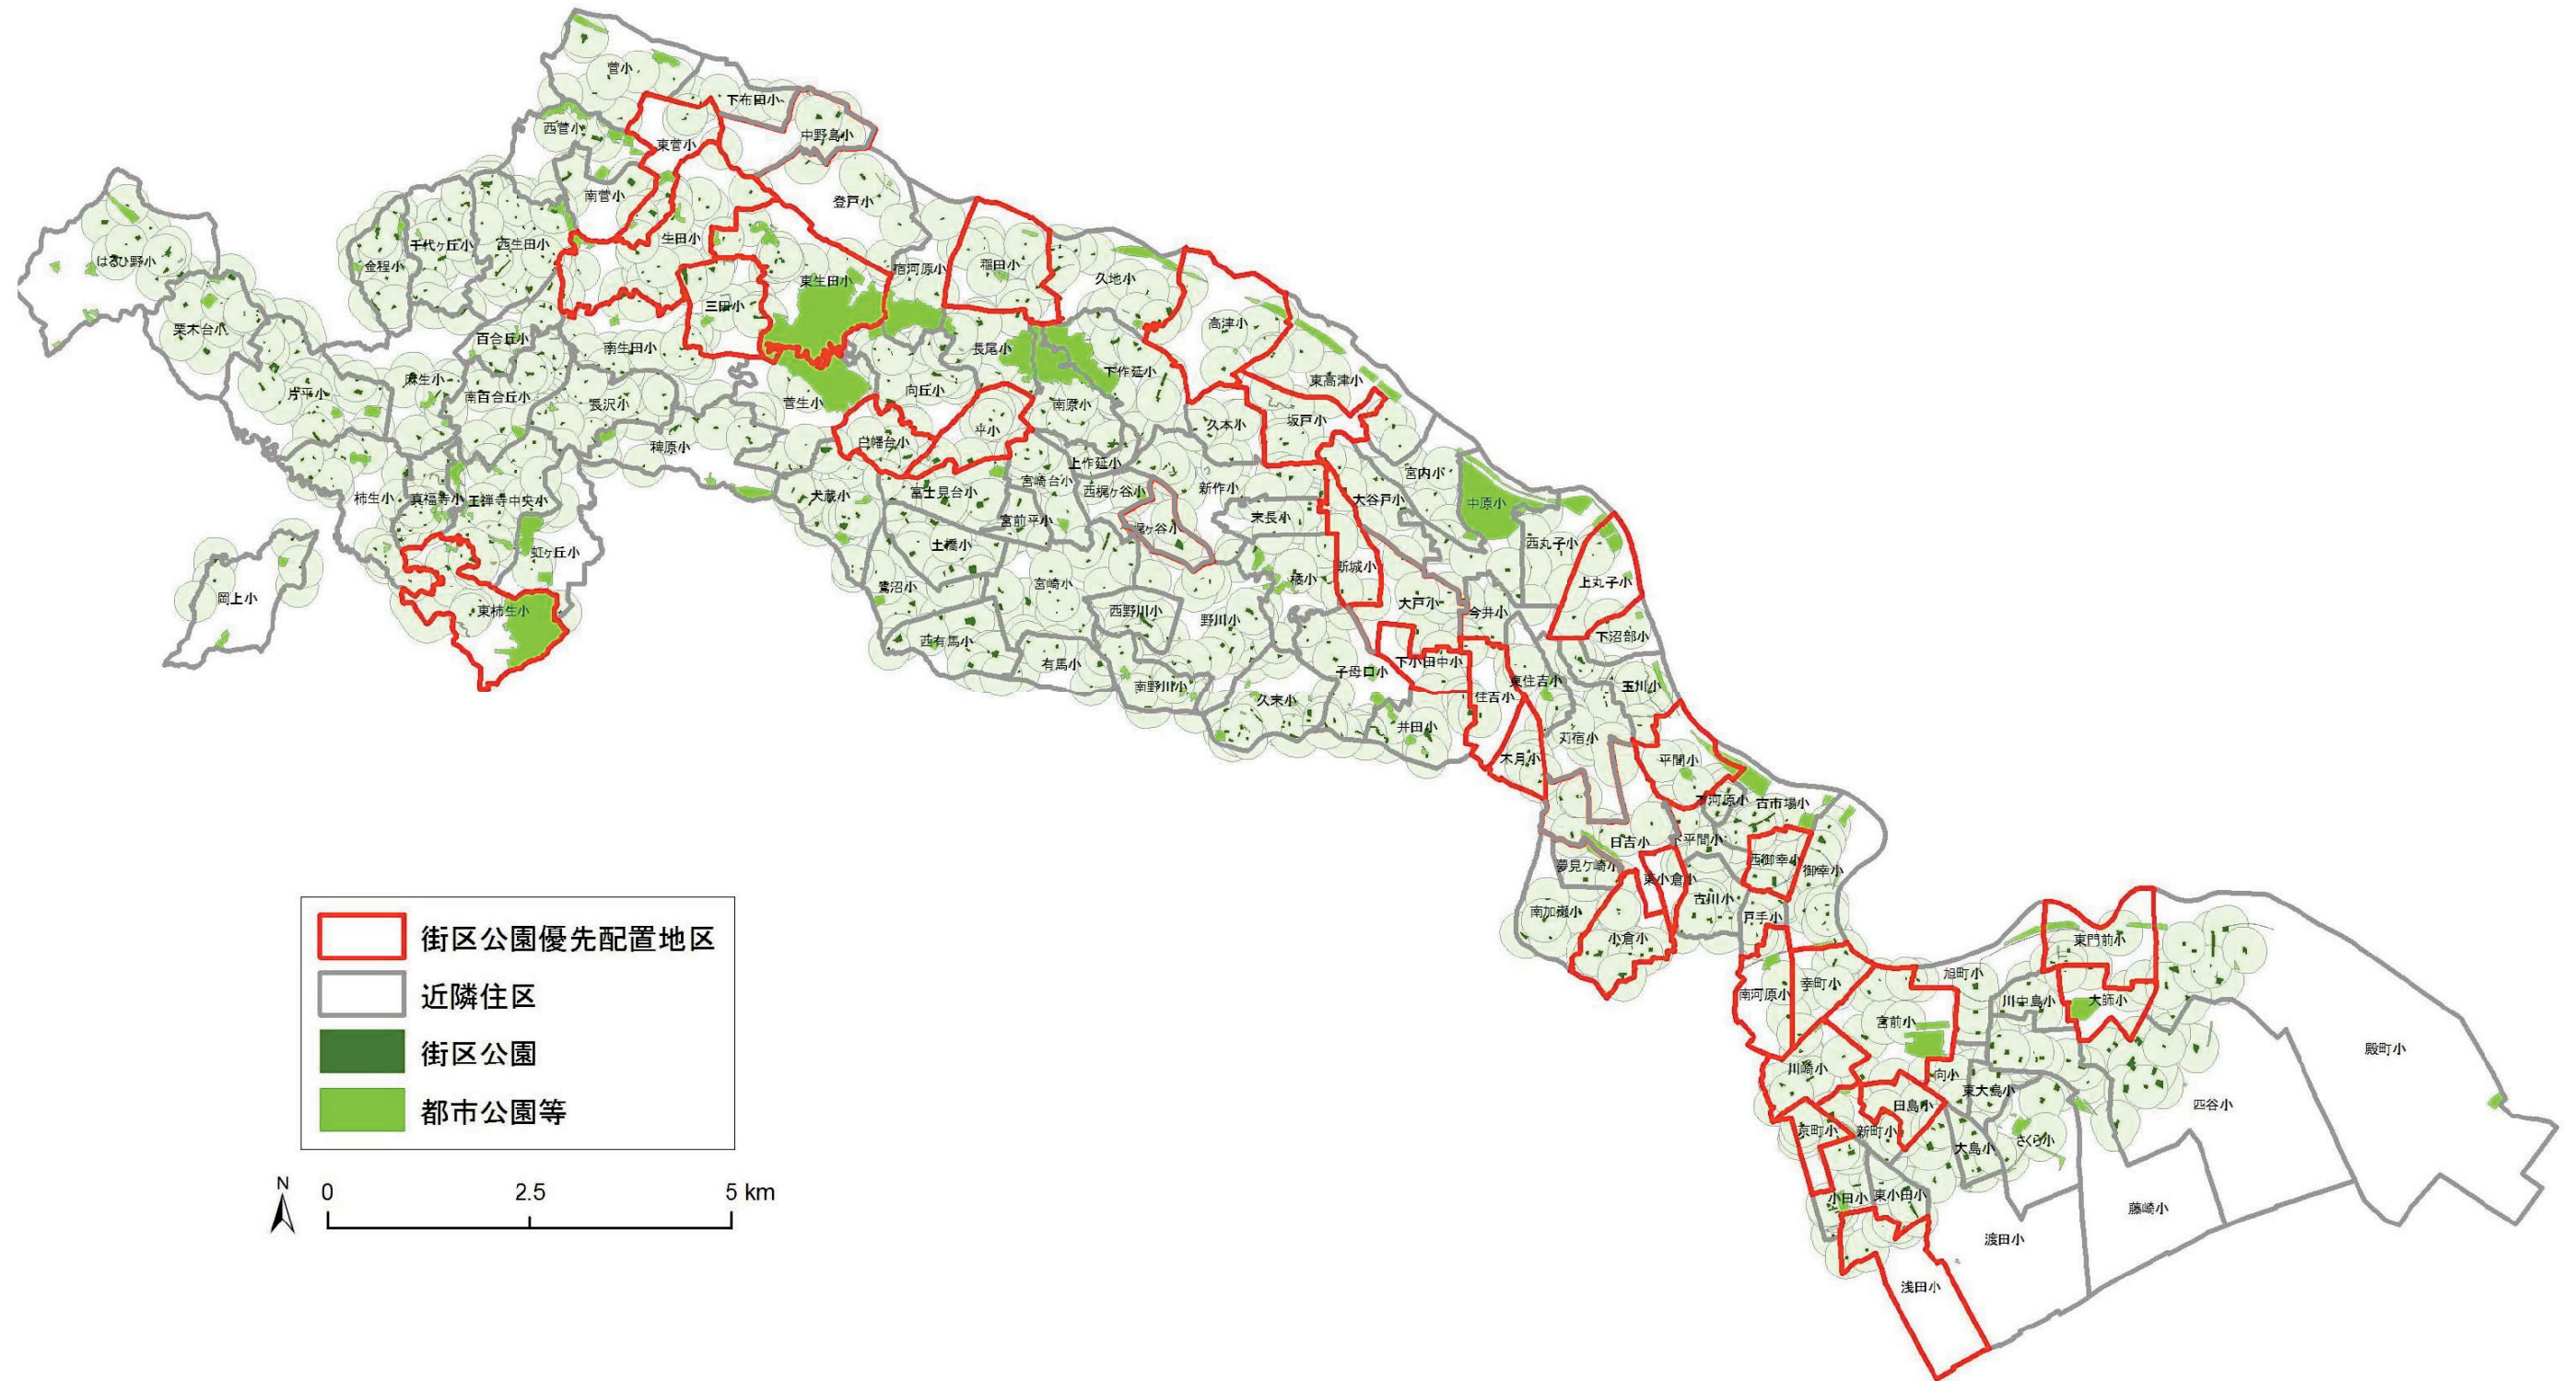 菅小
下布田小
中野島小
西菅小
東菅小
南菅小
登戸小
はるひ野小
金程小
千代ヶ丘小
西生田小
生田小
東生田小
宿河原小
稲田小
久地小
栗木台小
三田小
高津小
百合丘小
南生田小
長尾小
下作延小
東高津小
片平小
麻生小
南百合丘小
長沢小
菅生小
向丘小
南原小
久本小
坂戸小
稗原小
白幡台小
平小
上作延小
宮内小
柿生小
真福寺小
王禅寺中央小
犬蔵小
富士見台小
宮崎台小
西梶ヶ谷小
新作小
大谷戸小
中原小
宮前平小
梶ヶ谷小
末長小
虹ヶ丘小
土橋小
西丸子小
岡上小
東柿生小
鷺沼小
宮崎小
橘小
新城小
上丸子小
西野川小
野川小
大戸小
今井小
西有馬小
有馬小
下沼部小
南野川小
久末小
子母口小
下小田中小
東住吉小
玉川小
住吉小
井田小
木月小
苅宿小
平間小
古市場小
日吉小
下平間小
夢見ケ崎小
東小倉小
西御幸小
御幸小
南加瀬小
古川小
戸手小
小倉小
東門前小
旭町小
南河原小
幸町小
川中島小
大師小
宮前小
殿町小
川崎小
向小
東大島小
田島小
四谷小
京町小
新町小
大島小
さくら小
小田小
東小田小
藤崎小
渡田小
浅田小
街区公園優先配置地区
近隣住区
街区公園
都市公園等
N
0 2.5 5 km